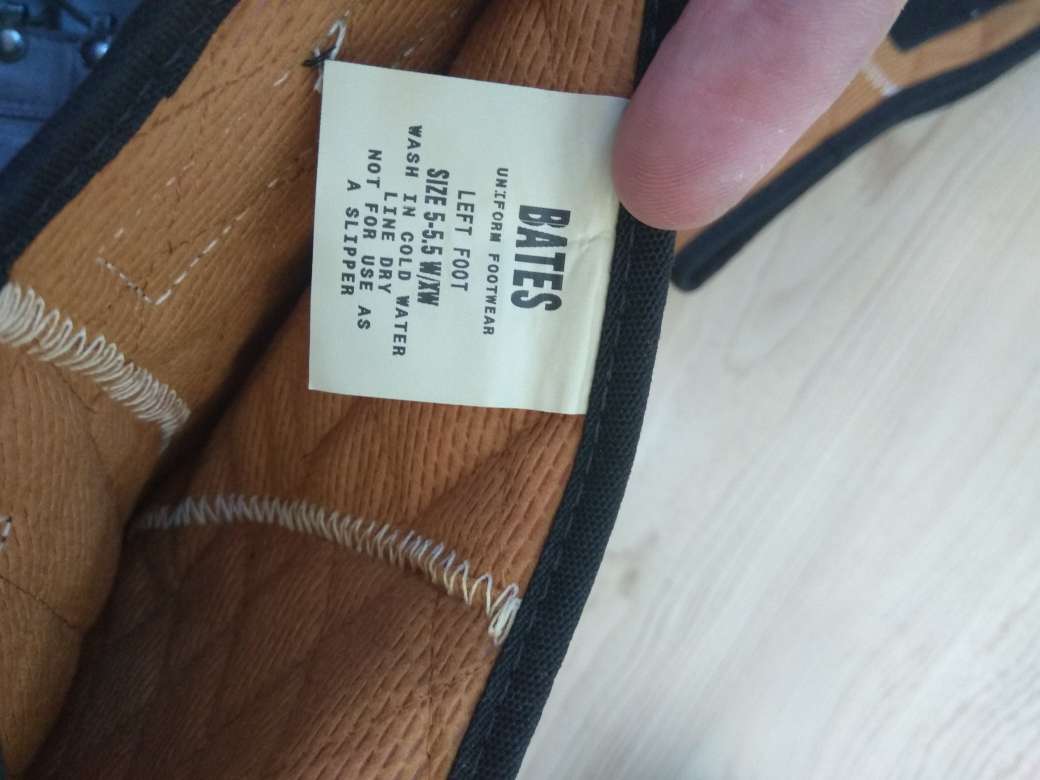 BATES
UNIFORM FOOTWEAR
LEFT FOOT
SIZE 5-5.5 W/XW
WASH IN COLD WATER
LINE DRY
NOT FOR USE AS
A SLIPPER